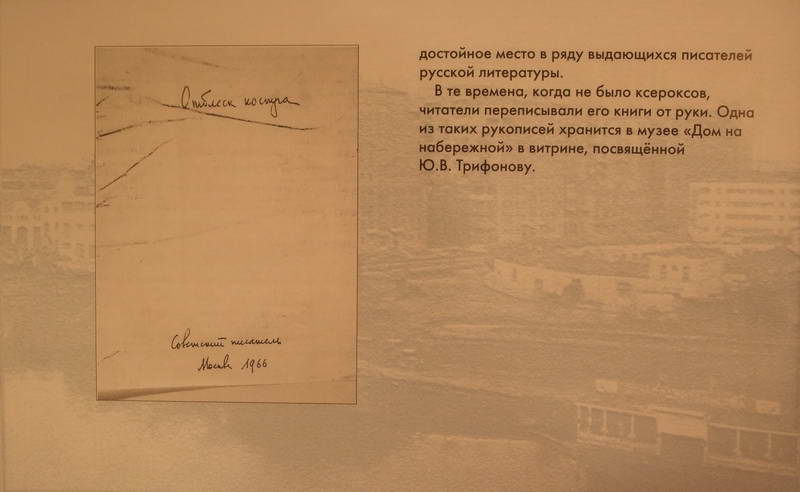 Отблеск костра
Советский писатель
Москва 1966
достойное место в ряду выдающихся писателей
русской литературы.
В те времена, когда не было ксероксов,
читатели переписывали его книги от руки. Одна
из таких рукописей хранится в музее «Дом на
набережной» в витрине, посвящённой
Ю.В. Трифонову.